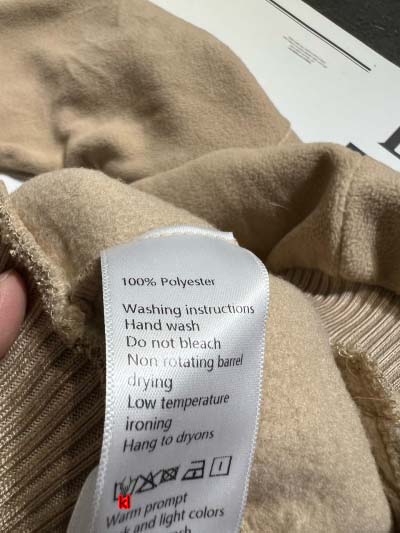 100% Polyester
Washing instructions
Hand wash
Do not bleach
Non rotating barrel
drying
Low temperature
ironing
Hang to dryons
kl
Warm prompt
and light colors